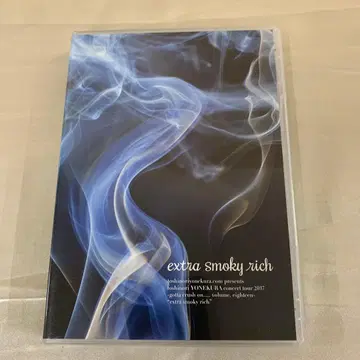 extra smoky rich
toshinoriyonekura.com presents
toshinori YONEKURA concert tour 2017
-gotta crush on..... volume. eighteen-
"extra smoky rich"